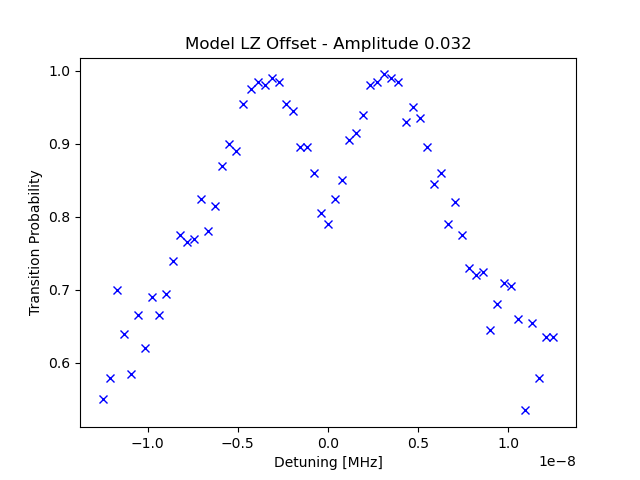 Model LZ Offset - Amplitude 0.032
1.0
0.9
0.8
0.7
0.6
Transition Probability
−1.0 −0.5 0.0 0.5 1.0
1e−8
Detuning [MHz]